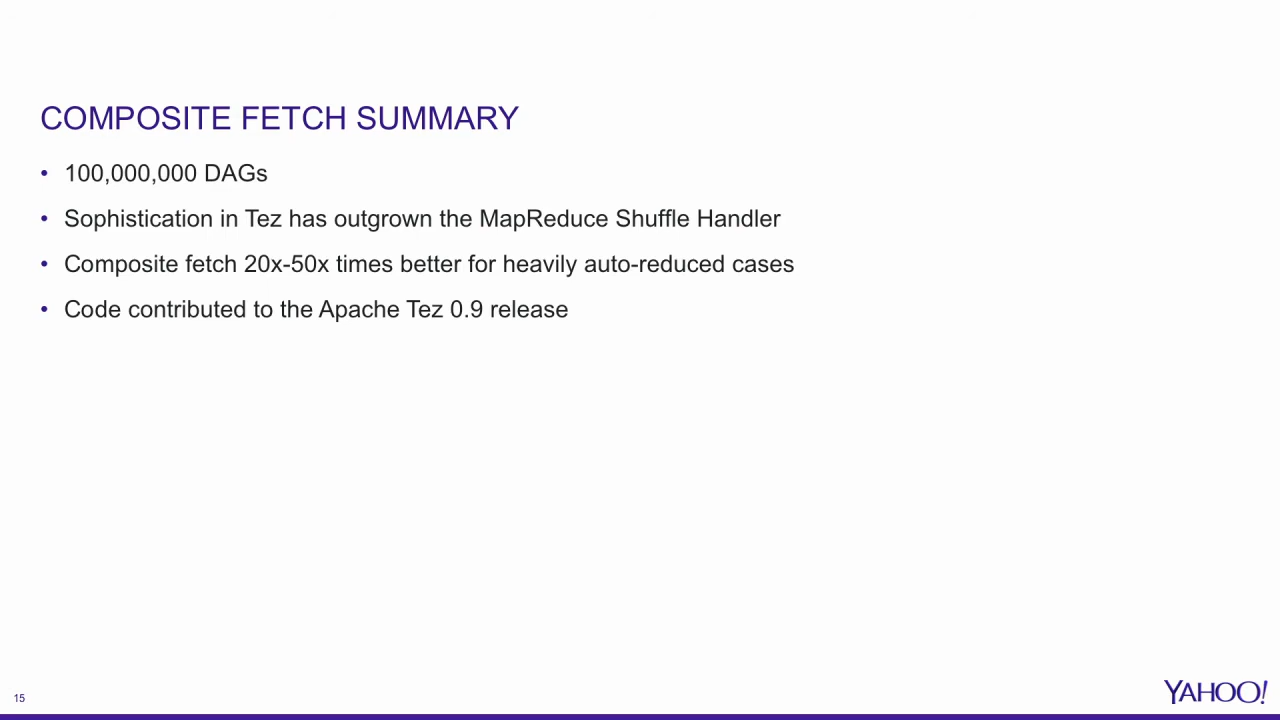 COMPOSITE FETCH SUMMARY
• 100,000,000 DAGs
• Sophistication in Tez has outgrown the MapReduce Shuffle Handler
• Composite fetch 20x-50x times better for heavily auto-reduced cases
• Code contributed to the Apache Tez 0.9 release
15
YAHOO!